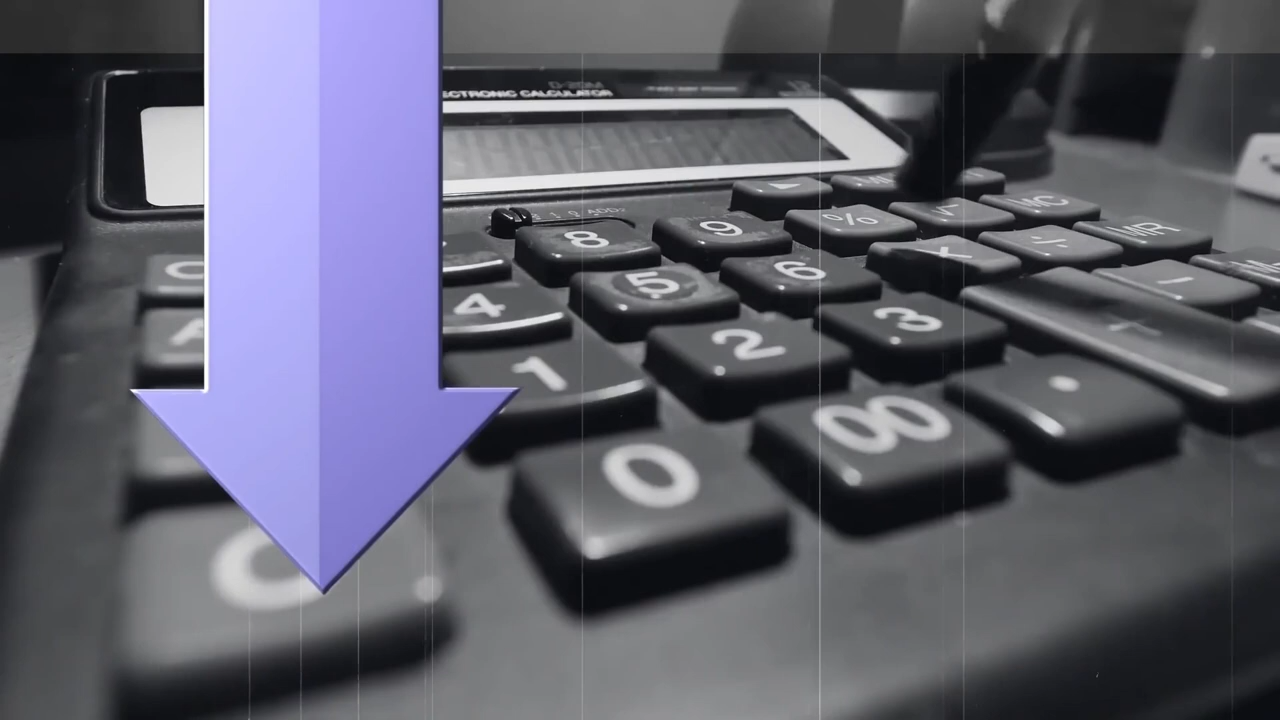 ECTRONIC CALCULATOR
8 9 % √ MC
5 6 × ÷ MR
4 2 3 + −
1 0 00 .
C